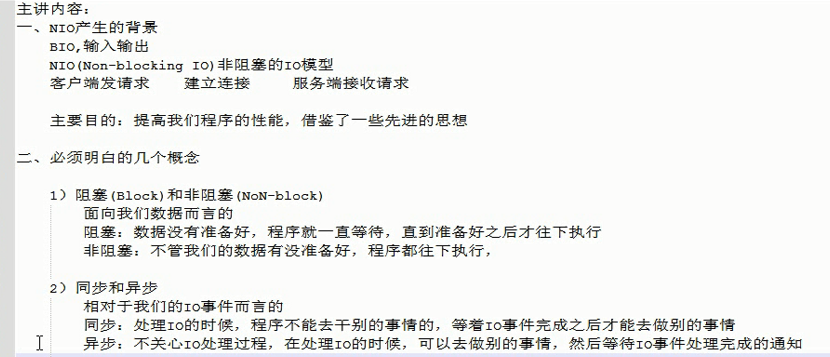 主讲内容:
一、NIO产生的背景
BIO,输入输出
NIO(Non-blocking IO)非阻塞的IO模型
客户端发请求 建立连接 服务端接收请求
主要目的: 提高我们程序的性能, 借鉴了一些先进的思想
二、必须明白的几个概念
1) 阻塞(Block)和非阻塞(NoN-block)
面向我们数据而言的
阻塞: 数据没有准备好, 程序就一直等待, 直到准备好之后才往下执行
非阻塞: 不管我们的数据有没准备好, 程序都往下执行,
2) 同步和异步
相对于我们的IO事件而言的
同步: 处理IO的时候, 程序不能去干别的事情的, 等着IO事件完成之后才能去做别的事情
异步: 不关心IO处理过程, 在处理IO的时候, 可以去做别的事情, 然后等待IO事件处理完成的通知